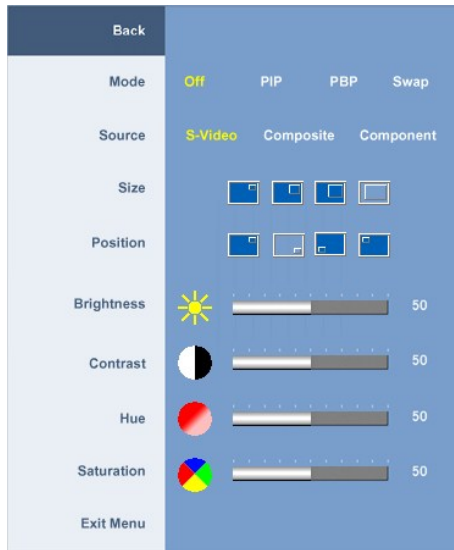 Back
Mode Off PIP PBP Swap
Source S-Video Composite Component
Size
Position
Brightness 50
Contrast 50
Hue 50
Saturation 50
Exit Menu